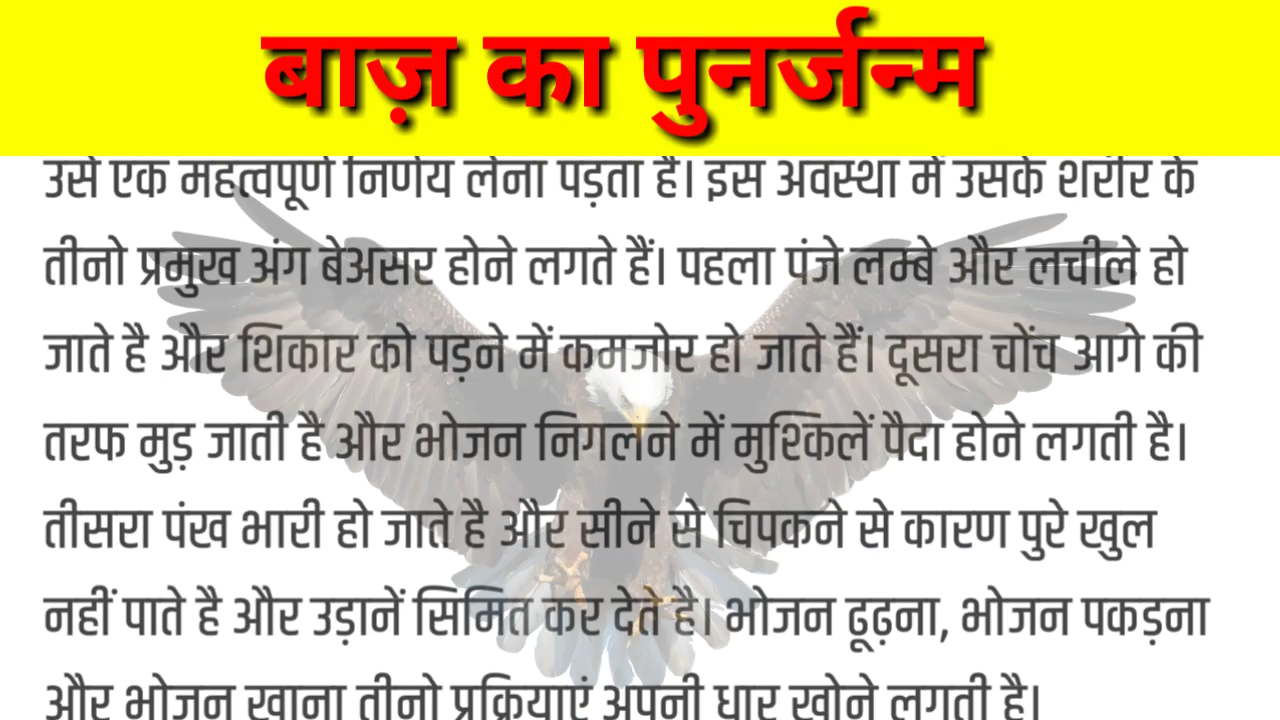 बाज़ का पुनर्जन्म
उसे एक महत्वपूर्ण निर्णय लेना पड़ता है। इस अवस्था में उसके शरीर के
तीनो प्रमुख अंग बेअसर होने लगते हैं। पहला पंजे लम्बे और लचीले हो
जाते है और शिकार को पड़ने में कमजोर हो जाते हैं। दूसरा चोंच आगे की
तरफ मुड़ जाती है और भोजन निगलने में मुश्किलें पैदा होने लगती है।
तीसरा पंख भारी हो जाते है और सीने से चिपकने से कारण पुरे खुल
नहीं पाते है और उड़ानें सिमित कर देते है। भोजन ढूढ़ना, भोजन पकड़ना
और भोजन खाना तीनो प्रक्रियाएं अपनी धार खोने लगती है।